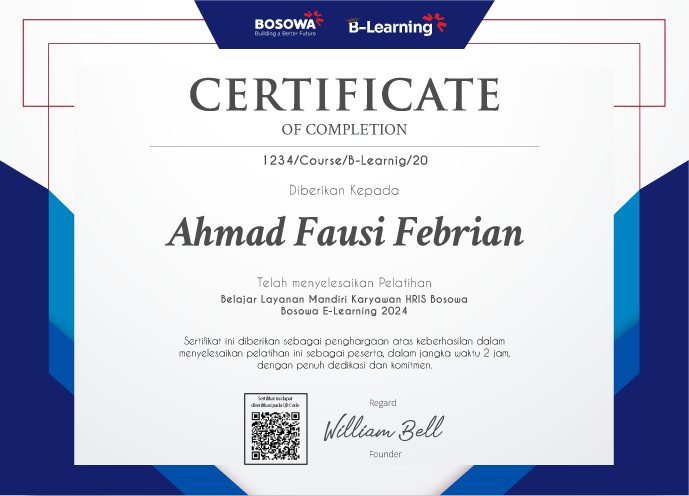 BOSOWA
Building a Better Future
B-Learning
CERTIFICATE
OF COMPLETION
1234/Course/B-Learnig/20
Diberikan Kepada
Ahmad Fausi Febrian
Telah menyelesaikan Pelatihan
Belajar Layanan Mandiri Karyawan HRIS Bosowa
Bosowa E-Learning 2024
Sertifikat ini diberikan sebagai penghargaan atas keberhasilan dalam
menyelesaikan pelatihan ini sebagai peserta, dalam jangka waktu 2 jam,
dengan penuh dedikasi dan komitmen.
Sertifikat ini dapat
diverifikasi pada QR Code
Regard
William Bell
Founder